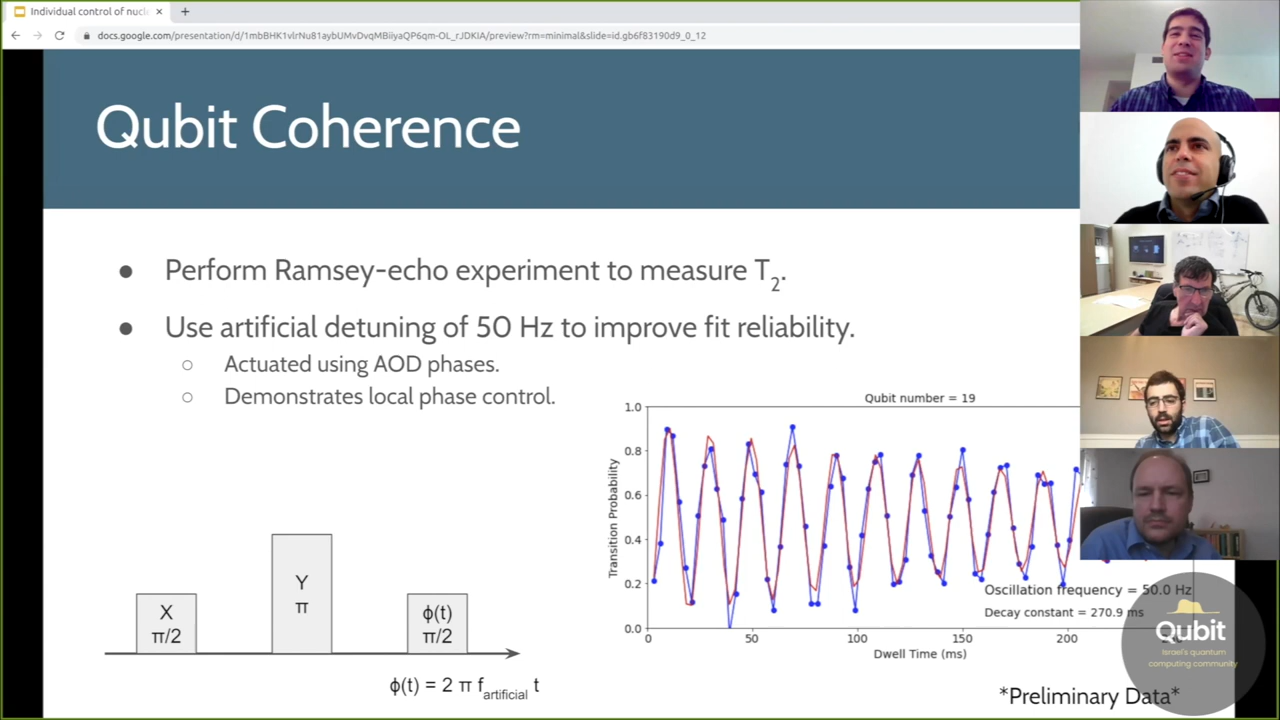 Individual control of nucl
docs.google.com/presentation/d/1mbBHK1vlrNu81aybUMvDvqMBiiyaQP6qm-OL_rJDKIA/preview?rm=minimal&slide=id.gb6f83190d9_0_12
Qubit Coherence
● Perform Ramsey-echo experiment to measure T2.
● Use artificial detuning of 50 Hz to improve fit reliability.
○ Actuated using AOD phases.
○ Demonstrates local phase control.
X
π/2
Y
π
ϕ(t)
π/2
ϕ(t) = 2 π fartificial t
Qubit number = 19
Transition Probability
1.0
0.8
0.6
0.4
0.2
0.0
0 50 100 150 200
Dwell Time (ms)
Oscillation frequency = 50.0 Hz
Decay constant = 270.9 ms
*Preliminary Data*
Qubit
Israel's quantum
computing community